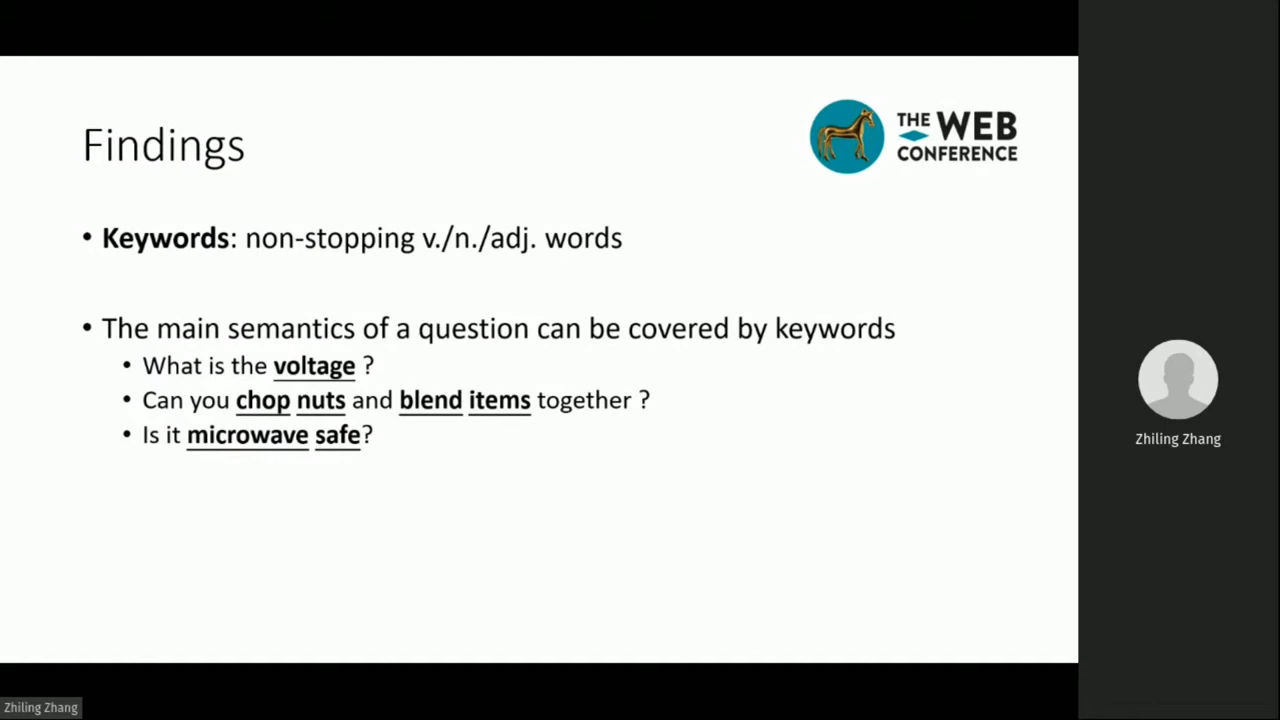 Findings
THE WEB
CONFERENCE
• Keywords: non-stopping v./n./adj. words
• The main semantics of a question can be covered by keywords
• What is the voltage ?
• Can you chop nuts and blend items together ?
• Is it microwave safe?
Zhiling Zhang
Zhiling Zhang